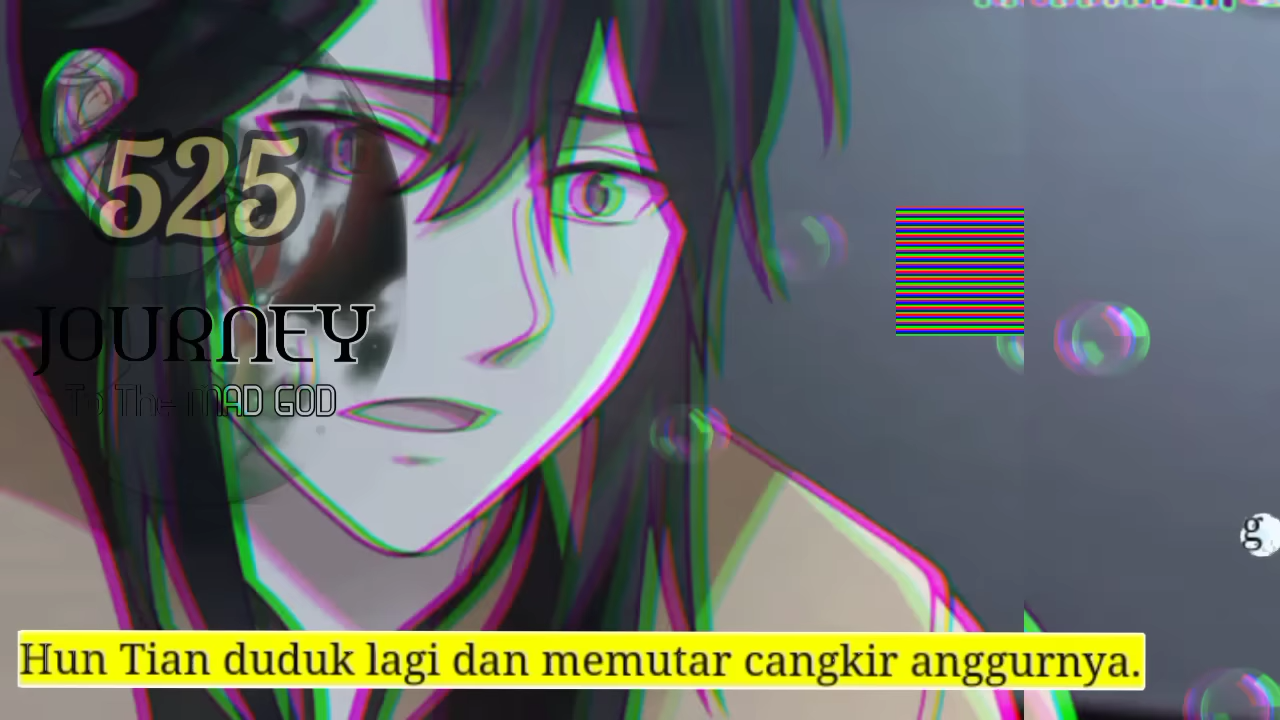 525
JOURNEY
To The MAD GOD
g
Hun Tian duduk lagi dan memutar cangkir anggurnya.